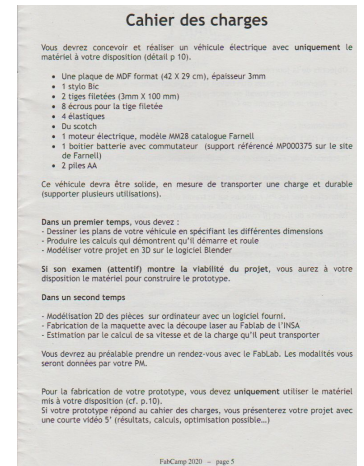 Cahier des charges
Vous devrez concevoir et réaliser un véhicule électrique avec uniquement le
matériel à votre disposition (détail p 10).
• Une plaque de MDF format (42 X 29 cm), épaisseur 3mm
• 1 stylo Bic
• 2 tiges filetées (3mm X 100 mm)
• 8 écrous pour la tige filetée
• 4 élastiques
• Du scotch
• 1 moteur électrique, modèle MM28 catalogue Farnell
• 1 boitier batterie avec commutateur (support référencé MP000375 sur le site
de Farnell)
• 2 piles AA
Ce véhicule devra être solide, en mesure de transporter une charge et durable
(supporter plusieurs utilisations).
Dans un premier temps, vous devez :
- Dessiner les plans de votre véhicule en spécifiant les différentes dimensions
- Produire les calculs qui démontrent qu'il démarre et roule
- Modéliser votre projet en 3D sur le logiciel Blender
Si son examen (attentif) montre la viabilité du projet, vous aurez à votre
disposition le matériel pour construire le prototype.
Dans un second temps
- Modélisation 2D des pièces sur ordinateur avec un logiciel fourni.
- Fabrication de la maquette avec la découpe laser au Fablab de l'INSA
- Estimation par le calcul de sa vitesse et de la charge qu'il peut transporter
Vous devrez au préalable prendre un rendez-vous avec le FabLab. Les modalités vous
seront données par votre PM.
Pour la fabrication de votre prototype, vous devez uniquement utiliser le matériel
mis à votre disposition (cf. p.10).
Si votre prototype répond au cahier des charges, vous présenterez votre projet avec
une courte vidéo 5' (résultats, calculs, optimisation possible...)
FabCamp 2020 – page 5